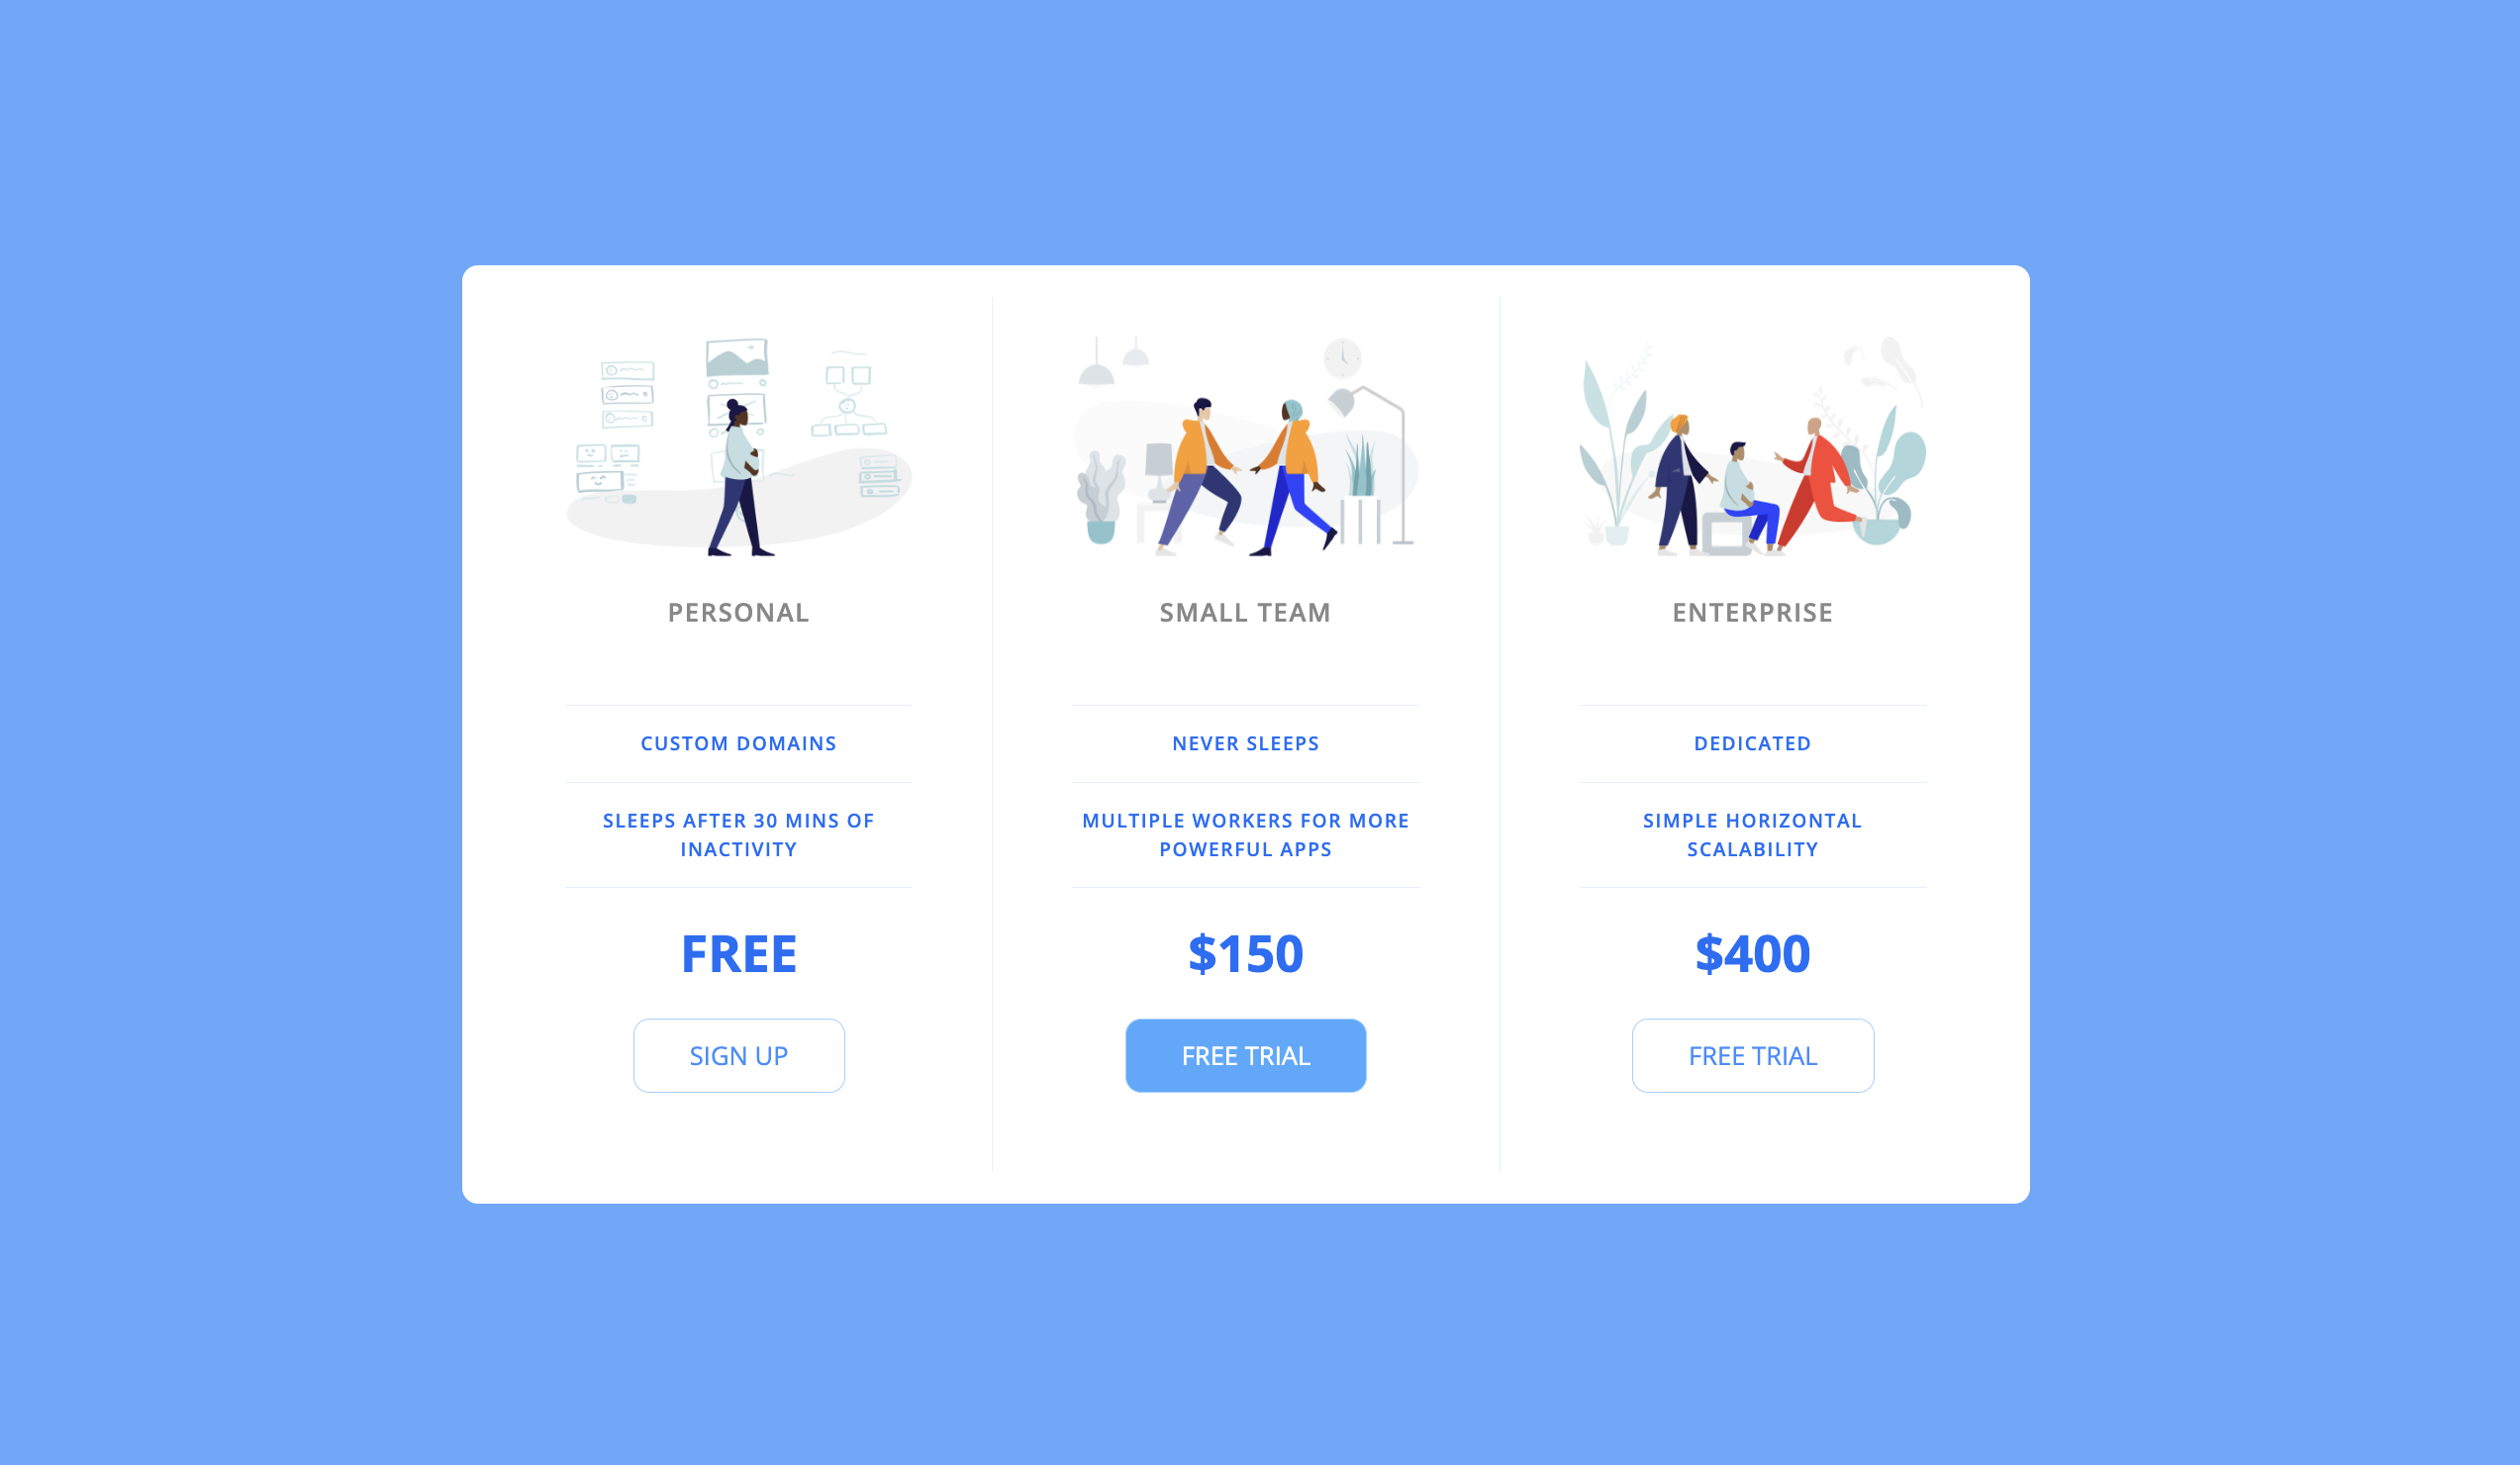 PERSONAL
CUSTOM DOMAINS
SLEEPS AFTER 30 MINS OF
INACTIVITY
FREE
SIGN UP
SMALL TEAM
NEVER SLEEPS
MULTIPLE WORKERS FOR MORE
POWERFUL APPS
$150
FREE TRIAL
ENTERPRISE
DEDICATED
SIMPLE HORIZONTAL
SCALABILITY
$400
FREE TRIAL